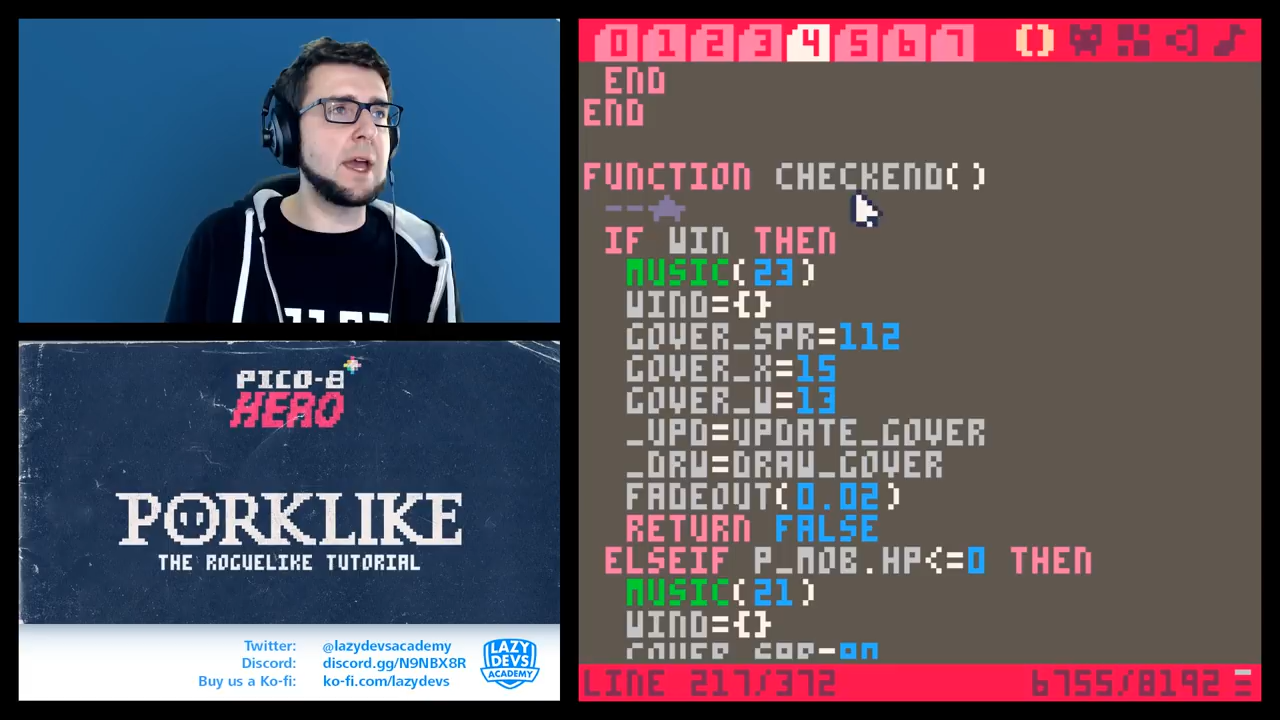 PICO-8
HERO
PORKLIKE
THE ROGUELIKE TUTORIAL
Twitter: @lazydevsacademy
Discord: discord.gg/N9NBX8R
Buy us a Ko-fi: ko-fi.com/lazydevs
LAZY
DEVS
ACADEMY
0 1 2 3 4 5 6 7 ()
END
END
FUNCTION CHECKEND()
--
IF WIN THEN
MUSIC(23)
WIND={}
GOVER_SPR=112
GOVER_X=15
GOVER_W=13
_UPD=UPDATE_GOVER
_DRW=DRAW_GOVER
FADEOUT(0.02)
RETURN FALSE
ELSEIF P_MOB.HP<=0 THEN
MUSIC(21)
WIND={}
LINE 217/372 6755/8192